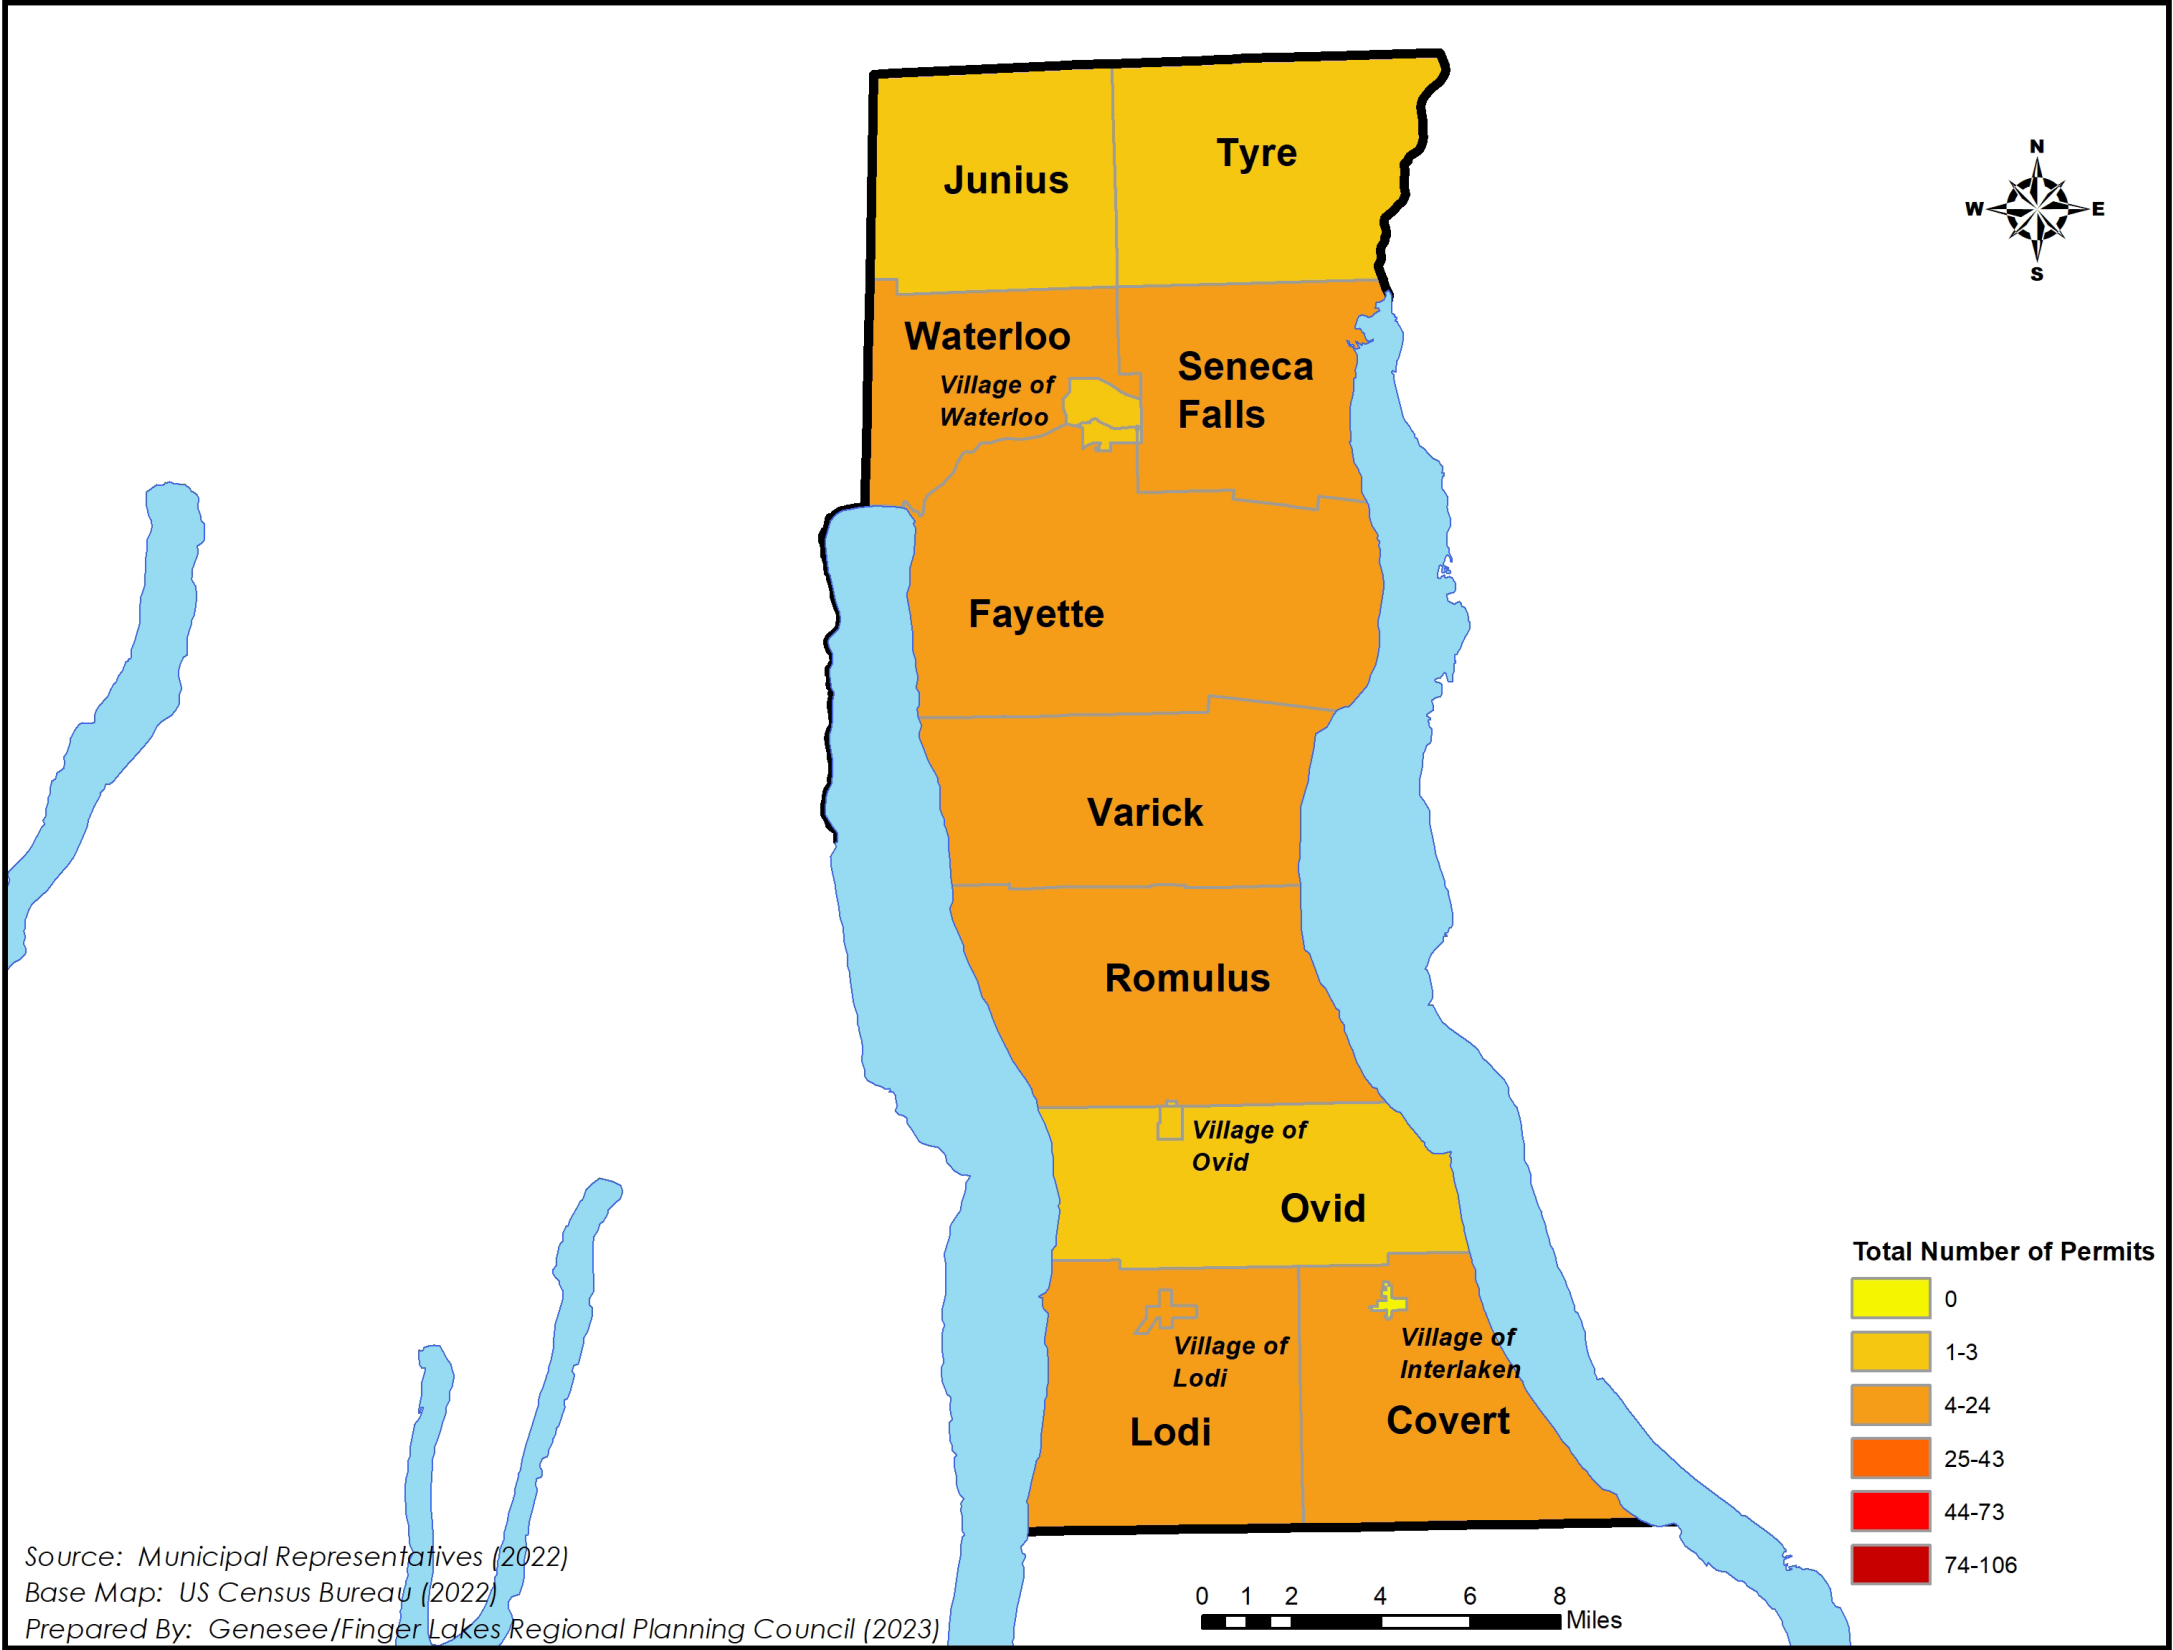 N
W E
S
Tyre
Junius
Waterloo
Seneca
Falls
Village of
Waterloo
Fayette
Varick
Romulus
Village of
Ovid
Ovid
Village of
Lodi
Lodi
Village of
Interlaken
Covert
Total Number of Permits
0
1-3
4-24
25-43
44-73
74-106
Source: Municipal Representatives (2022)
Base Map: US Census Bureau (2022)
Prepared By: Genesee/Finger Lakes Regional Planning Council (2023)
0 1 2 4 6 8
Miles